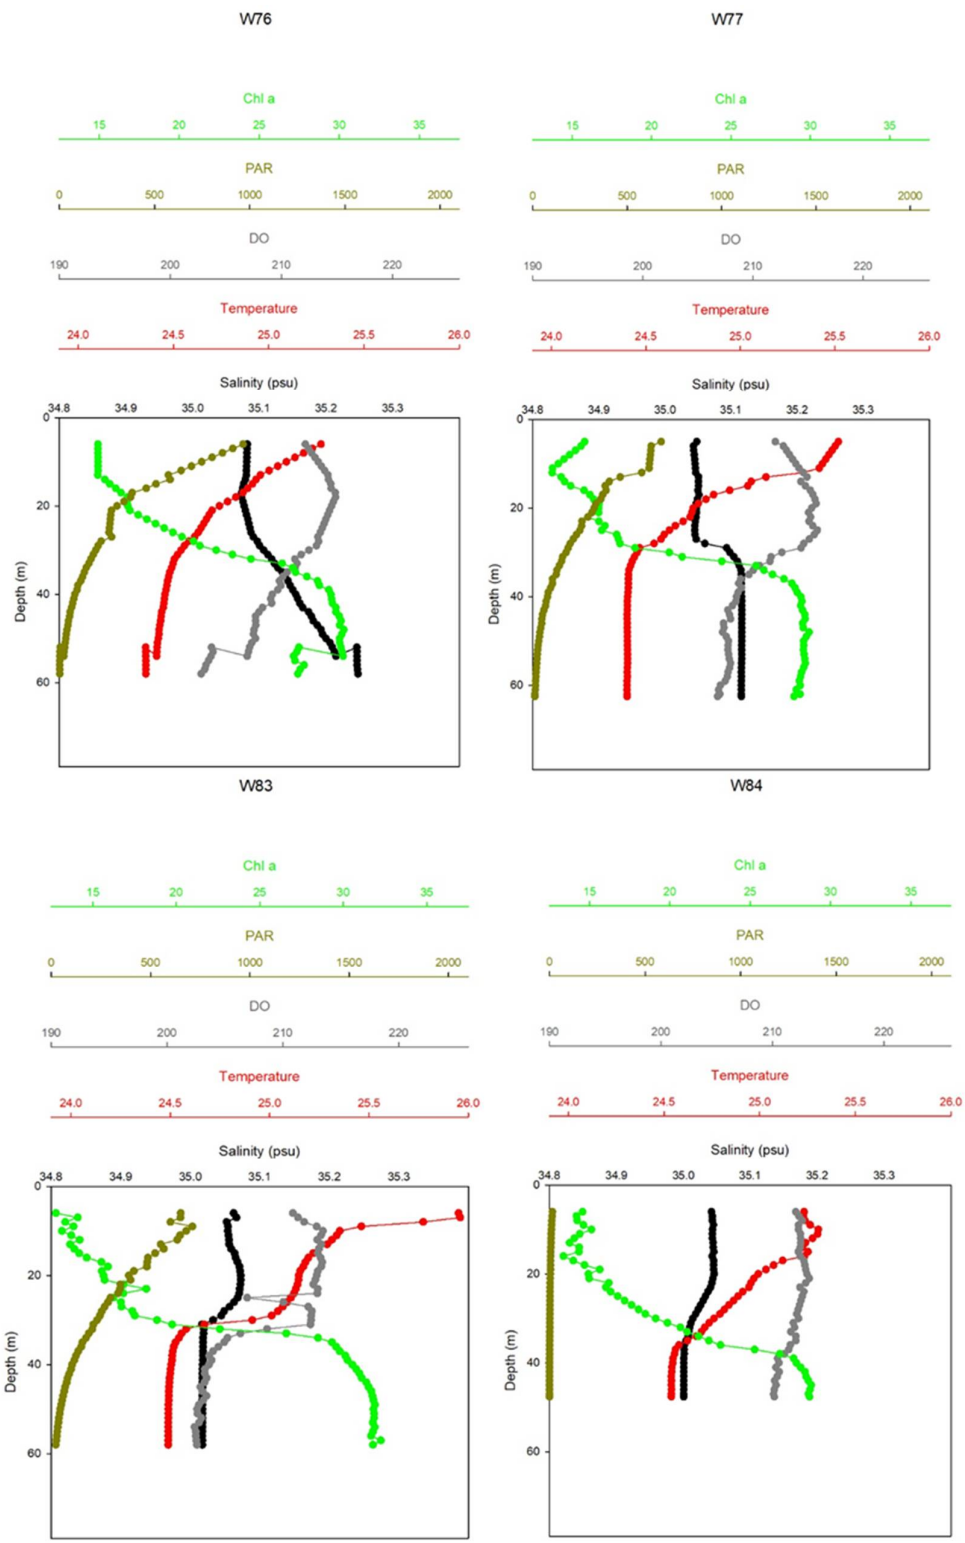 W76
W77
Chl a
Chl a
15 20 25 30 35
15 20 25 30 35
PAR
PAR
0 500 1000 1500 2000
0 500 1000 1500 2000
DO
DO
190 200 210 220
190 200 210 220
Temperature
Temperature
24.0 24.5 25.0 25.5 26.0
24.0 24.5 25.0 25.5 26.0
Salinity (psu)
Salinity (psu)
34.8 34.9 35.0 35.1 35.2 35.3
34.8 34.9 35.0 35.1 35.2 35.3
0
20
40
60
Depth (m)
0
20
40
60
Depth (m)
W83
W84
Chl a
Chl a
15 20 25 30 35
15 20 25 30 35
PAR
PAR
0 500 1000 1500 2000
0 500 1000 1500 2000
DO
DO
190 200 210 220
190 200 210 220
Temperature
Temperature
24.0 24.5 25.0 25.5 26.0
24.0 24.5 25.0 25.5 26.0
Salinity (psu)
Salinity (psu)
34.8 34.9 35.0 35.1 35.2 35.3
34.8 34.9 35.0 35.1 35.2 35.3
0
20
40
60
Depth (m)
0
20
40
60
Depth (m)